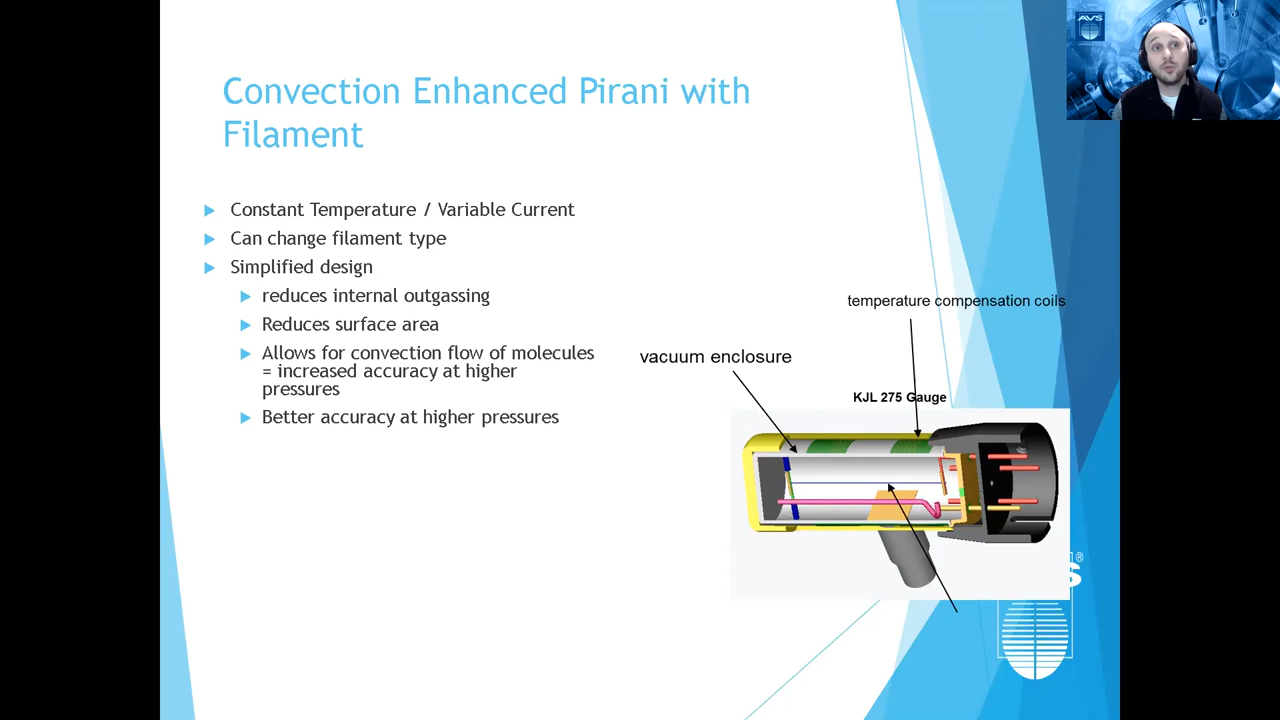 AVS
Convection Enhanced Pirani with
Filament
Constant Temperature / Variable Current
Can change filament type
Simplified design
reduces internal outgassing
Reduces surface area
Allows for convection flow of molecules
= increased accuracy at higher
pressures
Better accuracy at higher pressures
temperature compensation coils
vacuum enclosure
KJL 275 Gauge
S®